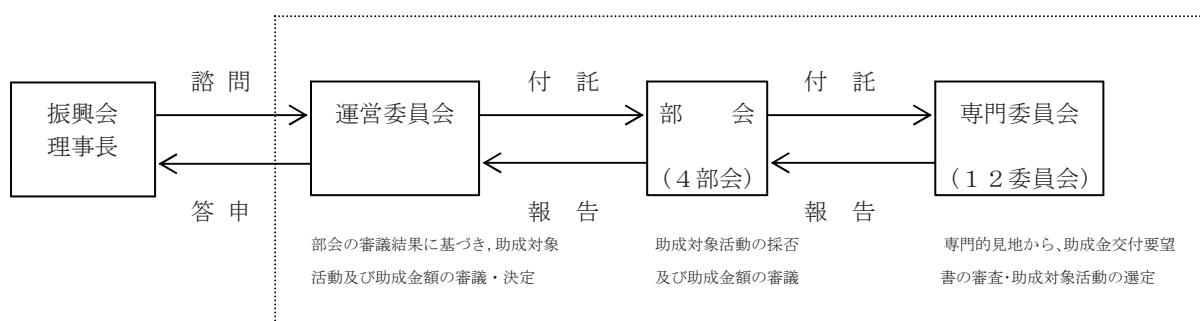 諮 問
付 託
付 託
振興会
理事長
運営委員会
部 会
(4部会)
専門委員会
(12委員会)
答 申
報 告
報 告
部会の審議結果に基づき,助成対象
活動及び助成金額の審議・決定
助成対象活動の採否
及び助成金額の審議
専門的見地から、助成金交付要望
書の審査・助成対象活動の選定